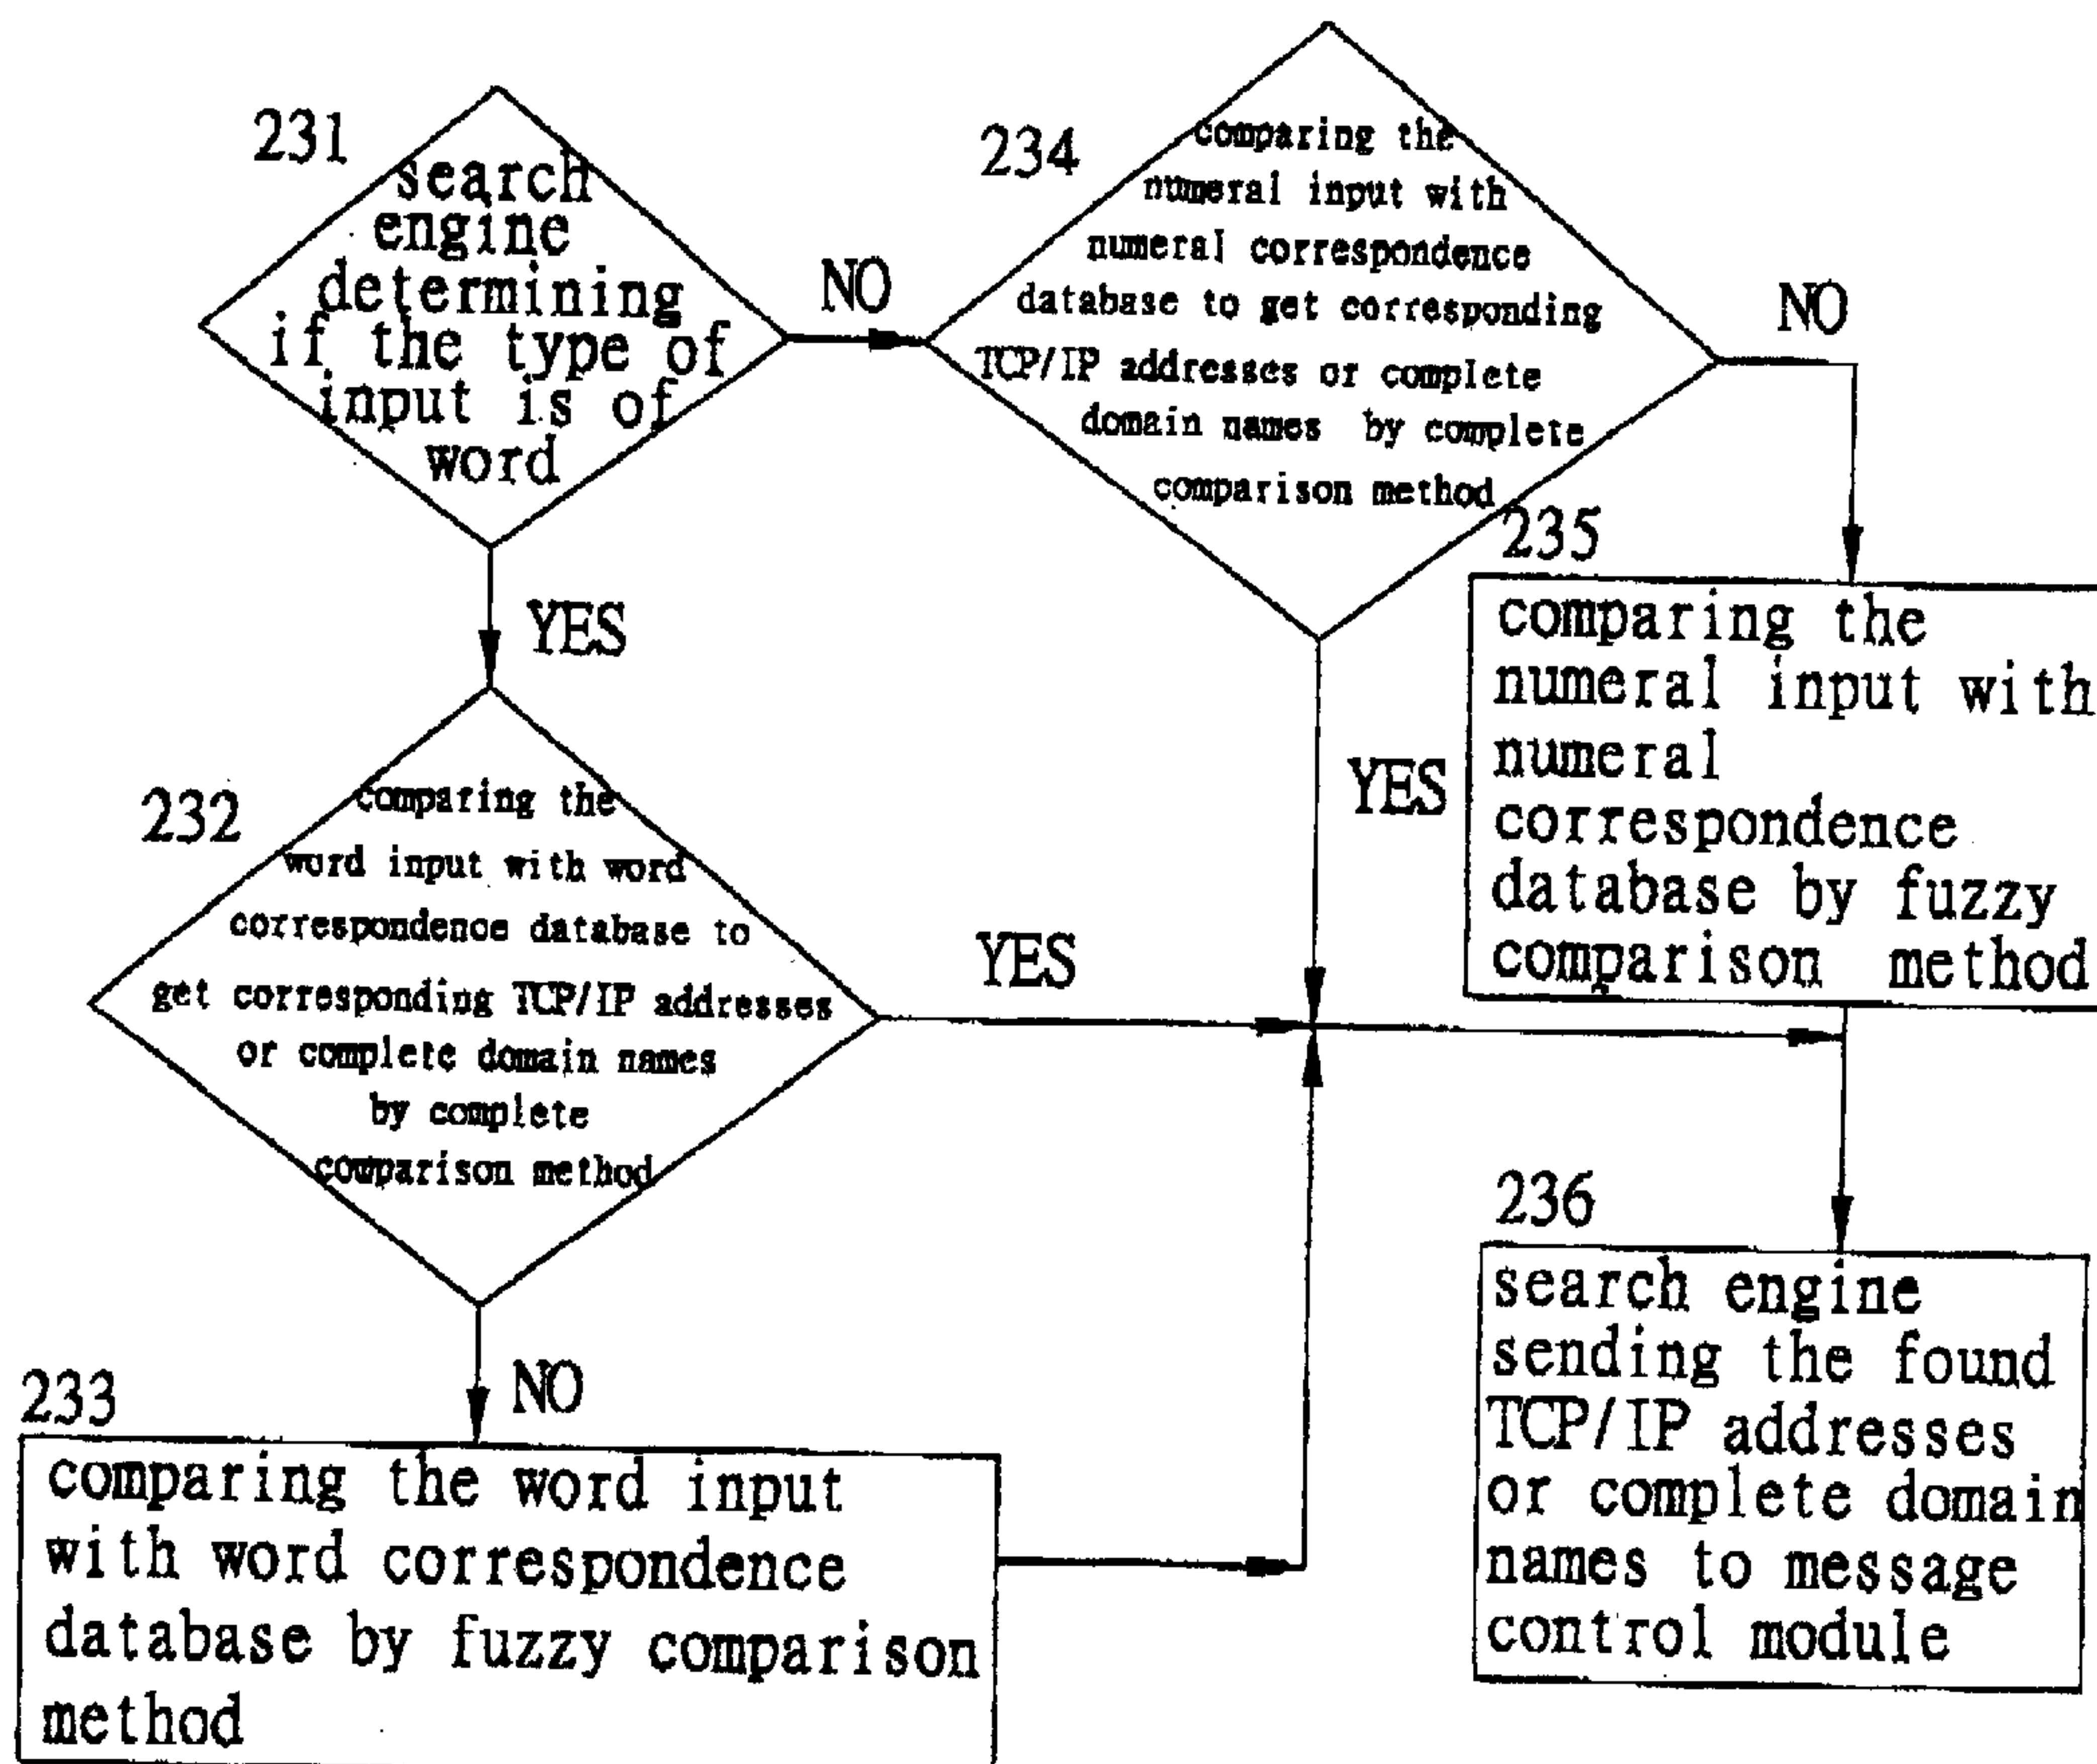 231
search
engine
determining
if the type of
input is of
word
NO
234
comparing the
numeral input with
numeral correspondence
database to get corresponding
TCP/IP addresses or complete
domain names by complete
comparison method
NO
YES
232
comparing the
word input with word
correspondence database to
get corresponding TCP/IP addresses
or complete domain names
by complete
comparison method
YES
YES
235
comparing the
numeral input with
numeral
correspondence
database by fuzzy
comparison method
NO
233
comparing the word input
with word correspondence
database by fuzzy comparison
method
236
search engine
sending the found
TCP/IP addresses
or complete domain
names to message
control module